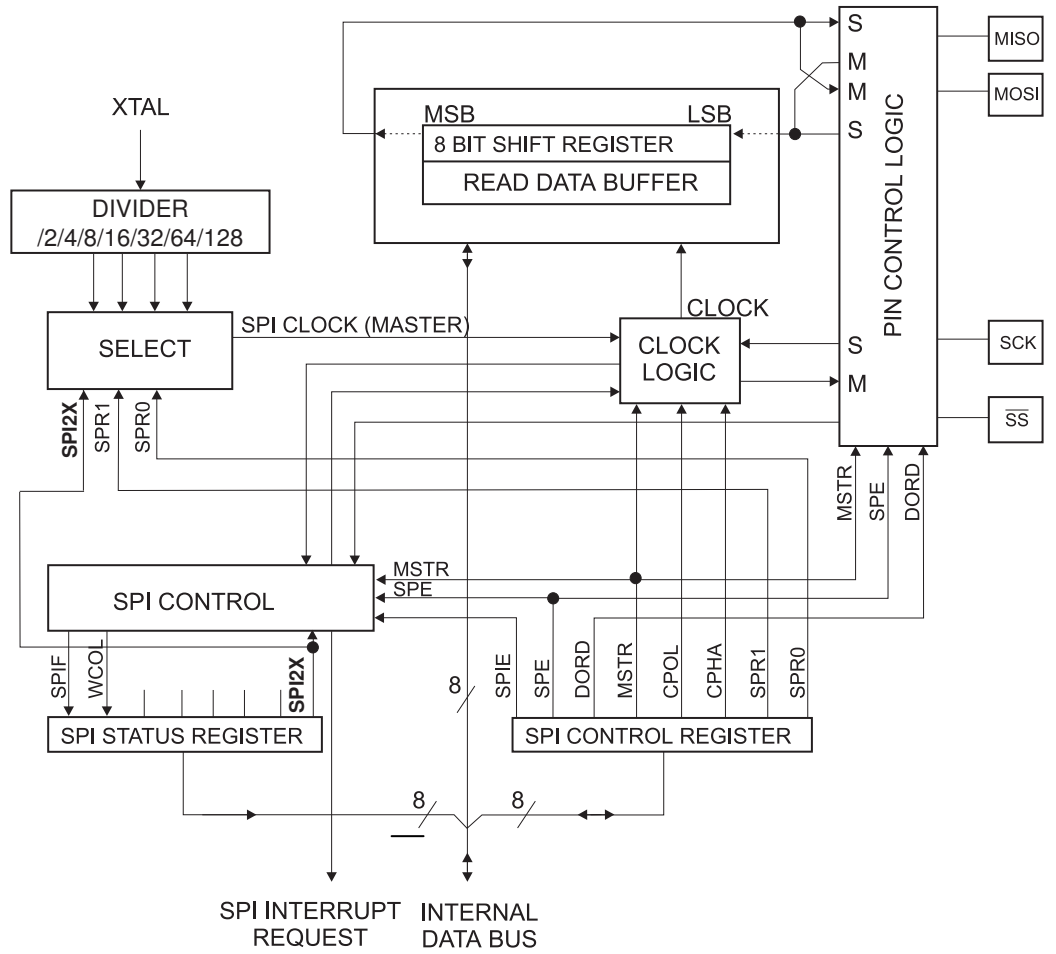 S
MISO
M
XTAL
M
MOSI
MSB
LSB
S
8 BIT SHIFT REGISTER
READ DATA BUFFER
PIN CONTROL LOGIC
DIVIDER
/2/4/8/16/32/64/128
SPI CLOCK (MASTER)
CLOCK
SELECT
CLOCK
LOGIC
S
SCK
M
SPI2X
SPR1
SPR0
SS
MSTR
SPE
DORD
MSTR
SPE
SPI CONTROL
SPIF
WCOL
SPI2X
8
SPIE
SPE
DORD
MSTR
CPOL
CPHA
SPR1
SPR0
SPI STATUS REGISTER
SPI CONTROL REGISTER
8
8
SPI INTERRUPT
REQUEST
INTERNAL
DATA BUS